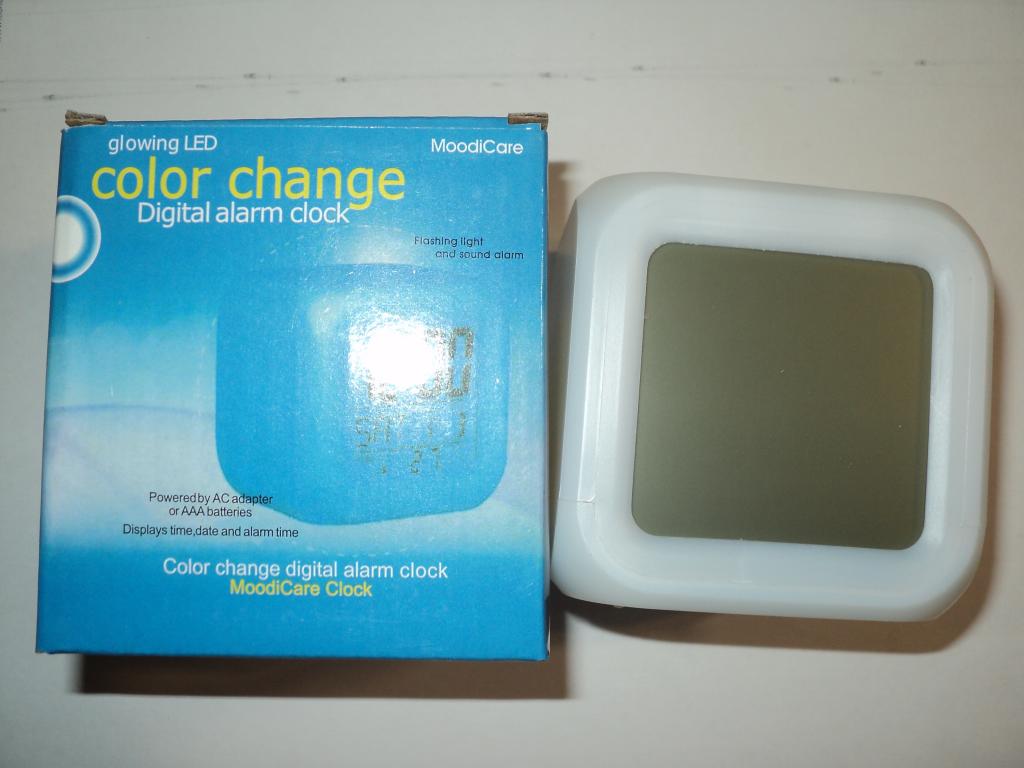 glowing LED
MoodiCare
color change
Digital alarm clock
Flashing light
and sound alarm
Powered by AC adapter
or AAA batteries
Displays time,date and alarm time
Color change digital alarm clock
MoodiCare Clock